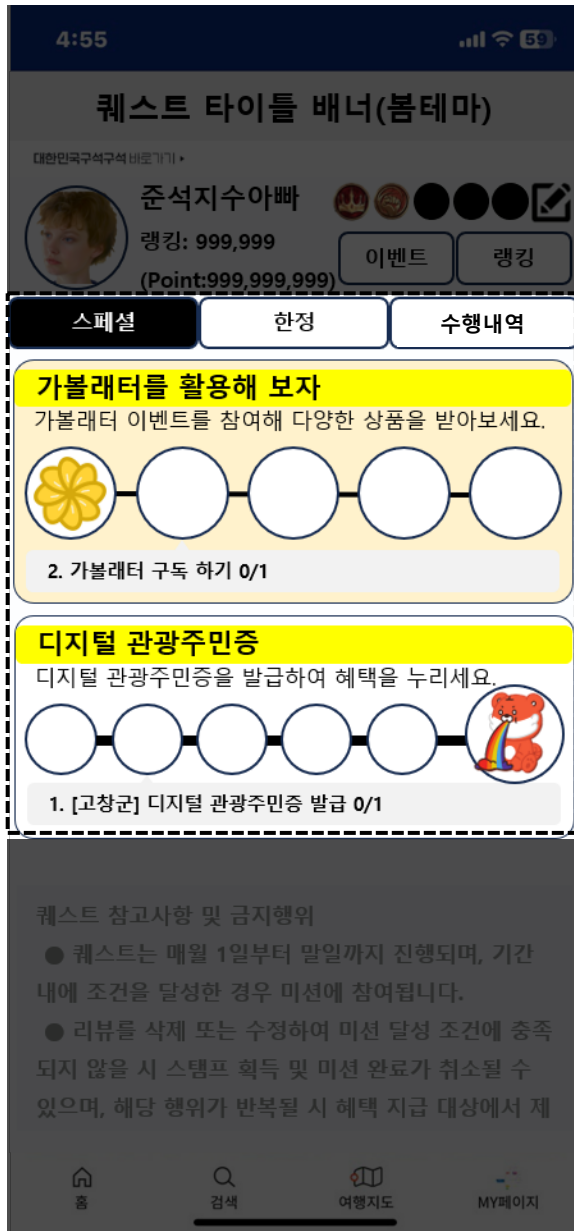 4:55
59
퀘스트 타이틀 배너(봄테마)
대한민국구석구석 바로가기
준석지수아빠
랭킹: 999,999
이벤트
랭킹
(Point:999,999,999)
스페셜
한정
수행내역
가볼래터를 활용해 보자
가볼래터 이벤트를 참여해 다양한 상품을 받아보세요.
2. 가볼래터 구독 하기 0/1
디지털 관광주민증
디지털 관광주민증을 발급하여 혜택을 누리세요.
1. [고창군] 디지털 관광주민증 발급 0/1
퀘스트 참고사항 및 금지행위
● 퀘스트는 매월 1일부터 말일까지 진행되며, 기간
내에 조건을 달성한 경우 미션에 참여됩니다.
● 리뷰를 삭제 또는 수정하여 미션 달성 조건에 충족
되지 않을 시 스탬프 획득 및 미션 완료가 취소될 수
있으며, 해당 행위가 반복될 시 혜택 지급 대상에서 제
홈
검색
여행지도
MY페이지